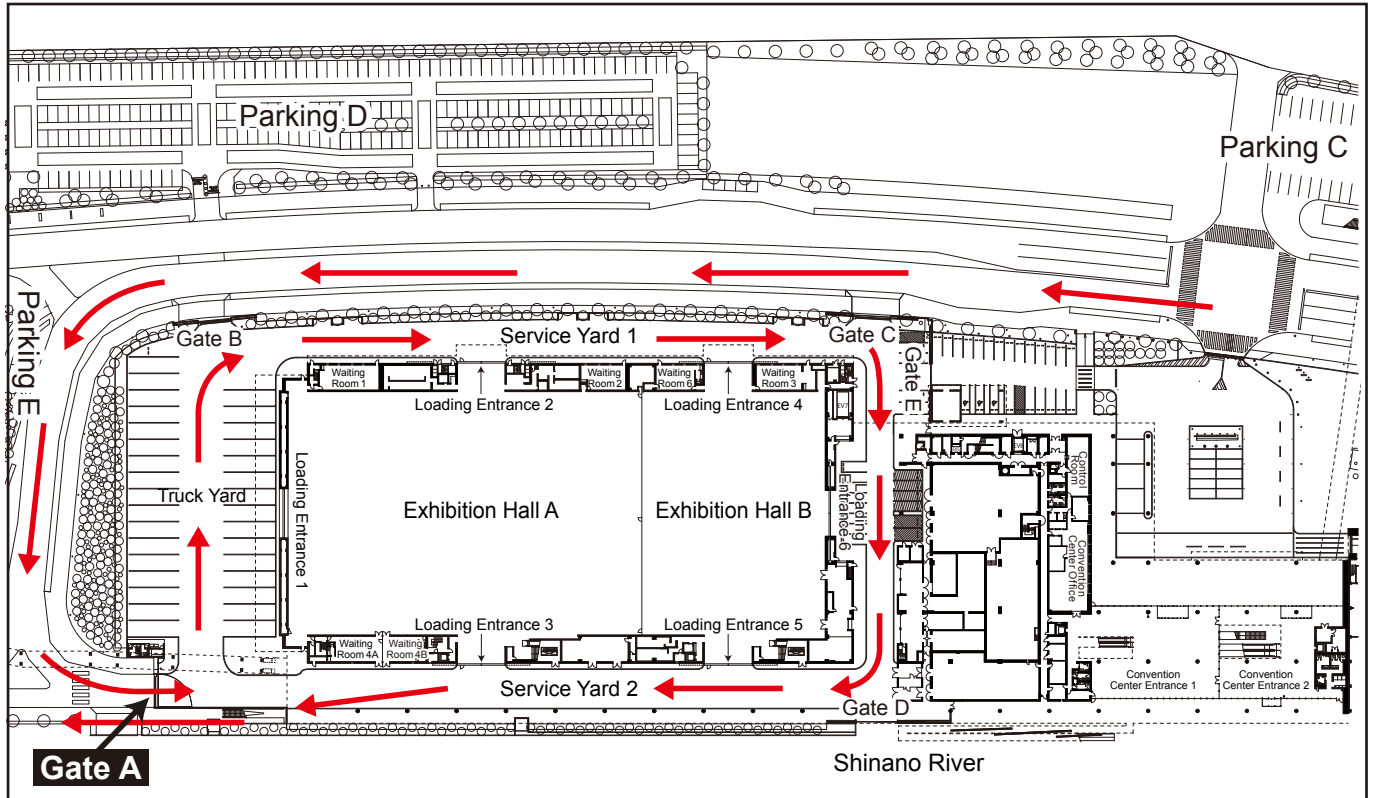 Parking D
Parking C
Parking E
Gate B
Service Yard 1
Gate C
Gate E
Waiting
Room 1
Waiting
Room 2
Waiting
Room 6
Waiting
Room 3
EV7
Loading Entrance 2
Loading Entrance 4
EV6
Control
Room
Truck Yard
Loading Entrance 1
Exhibition Hall A
Exhibition Hall B
Loading
Entrance 6
Convention
Center Office
Loading Entrance 3
Loading Entrance 5
Waiting
Room 4A
Waiting
Room 4B
Service Yard 2
Convention
Center Entrance 1
Convention
Center Entrance 2
Gate D
Gate A
Shinano River